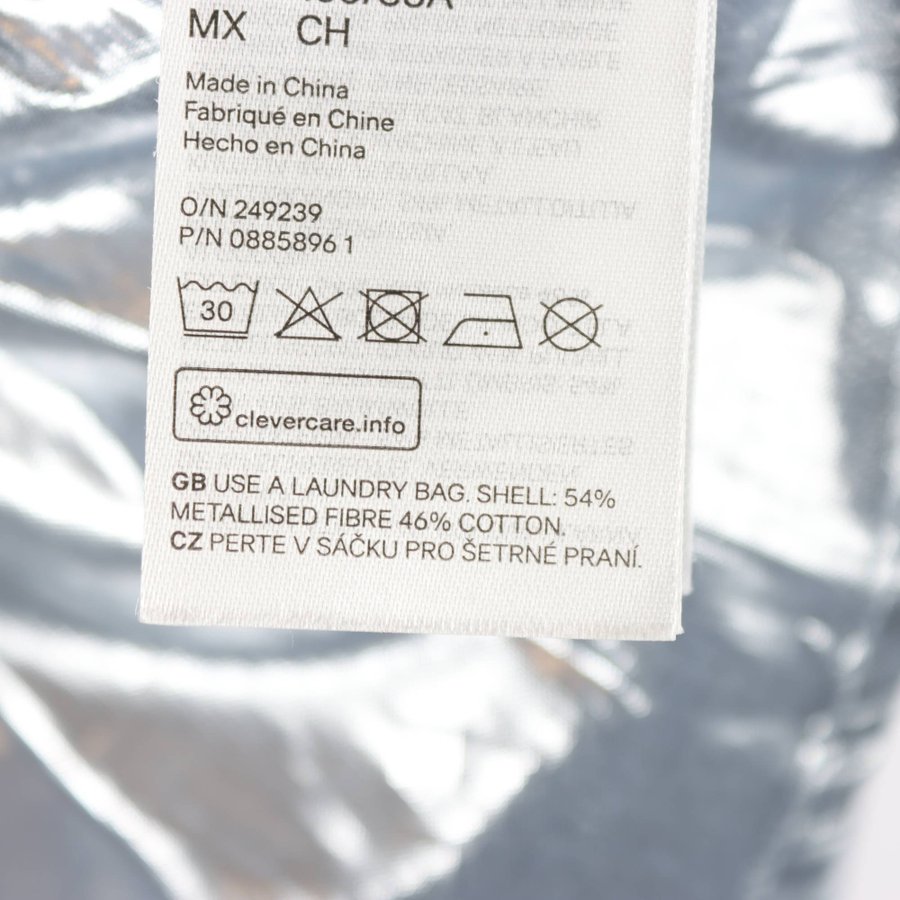 MX CH
Made in China
Fabriqué en Chine
Hecho en China
O/N 249239
P/N 0885896 1
30
clevercare.info
GB USE A LAUNDRY BAG. SHELL: 54%
METALLISED FIBRE 46% COTTON.
CZ PERTE V SÁČKU PRO ŠETRNÉ PRANÍ.